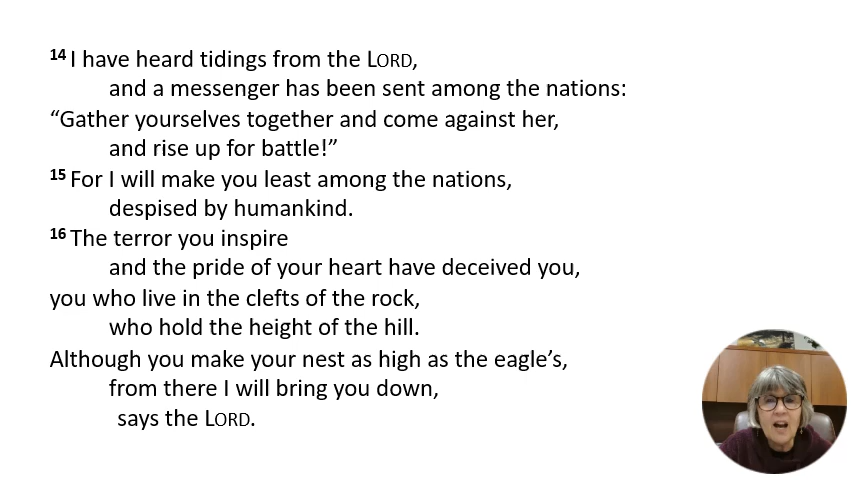 14 I have heard tidings from the LORD,
and a messenger has been sent among the nations:
“Gather yourselves together and come against her,
and rise up for battle!”
15 For I will make you least among the nations,
despised by humankind.
16 The terror you inspire
and the pride of your heart have deceived you,
you who live in the clefts of the rock,
who hold the height of the hill.
Although you make your nest as high as the eagle’s,
from there I will bring you down,
says the LORD.